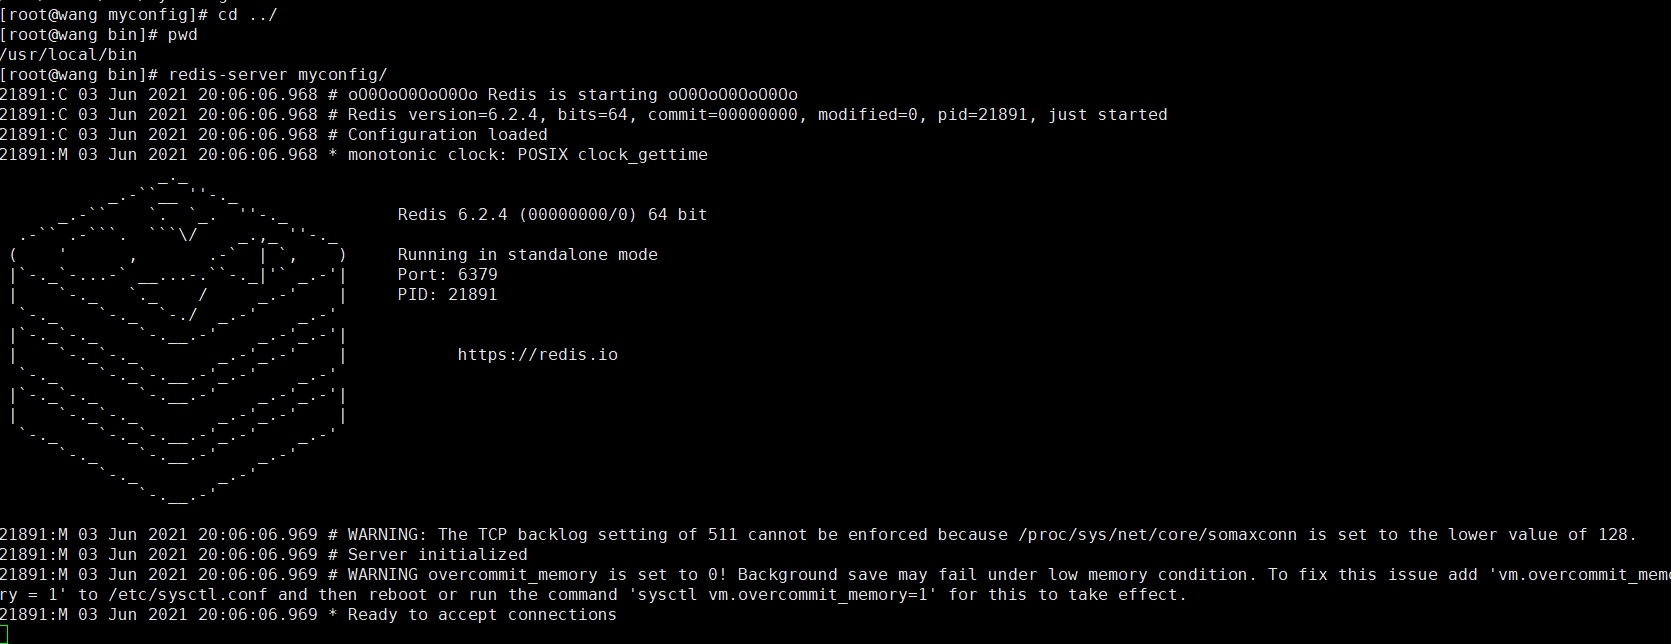 [root@wang myconfig]# cd ../
[root@wang bin]# pwd
/usr/local/bin
[root@wang bin]# redis-server myconfig/
21891:C 03 Jun 2021 20:06:06.968 # oO0OoO0OoO0Oo Redis is starting oO0OoO0OoO0Oo
21891:C 03 Jun 2021 20:06:06.968 # Redis version=6.2.4, bits=64, commit=00000000, modified=0, pid=21891, just started
21891:C 03 Jun 2021 20:06:06.968 # Configuration loaded
21891:M 03 Jun 2021 20:06:06.968 * monotonic clock: POSIX clock_gettime
Redis 6.2.4 (00000000/0) 64 bit
Running in standalone mode
Port: 6379
PID: 21891
https://redis.io
21891:M 03 Jun 2021 20:06:06.969 # WARNING: The TCP backlog setting of 511 cannot be enforced because /proc/sys/net/core/somaxconn is set to the lower value of 128.
21891:M 03 Jun 2021 20:06:06.969 # Server initialized
21891:M 03 Jun 2021 20:06:06.969 # WARNING overcommit_memory is set to 0! Background save may fail under low memory condition. To fix this issue add 'vm.overcommit_memo
ry = 1' to /etc/sysctl.conf and then reboot or run the command 'sysctl vm.overcommit_memory=1' for this to take effect.
21891:M 03 Jun 2021 20:06:06.969 * Ready to accept connections